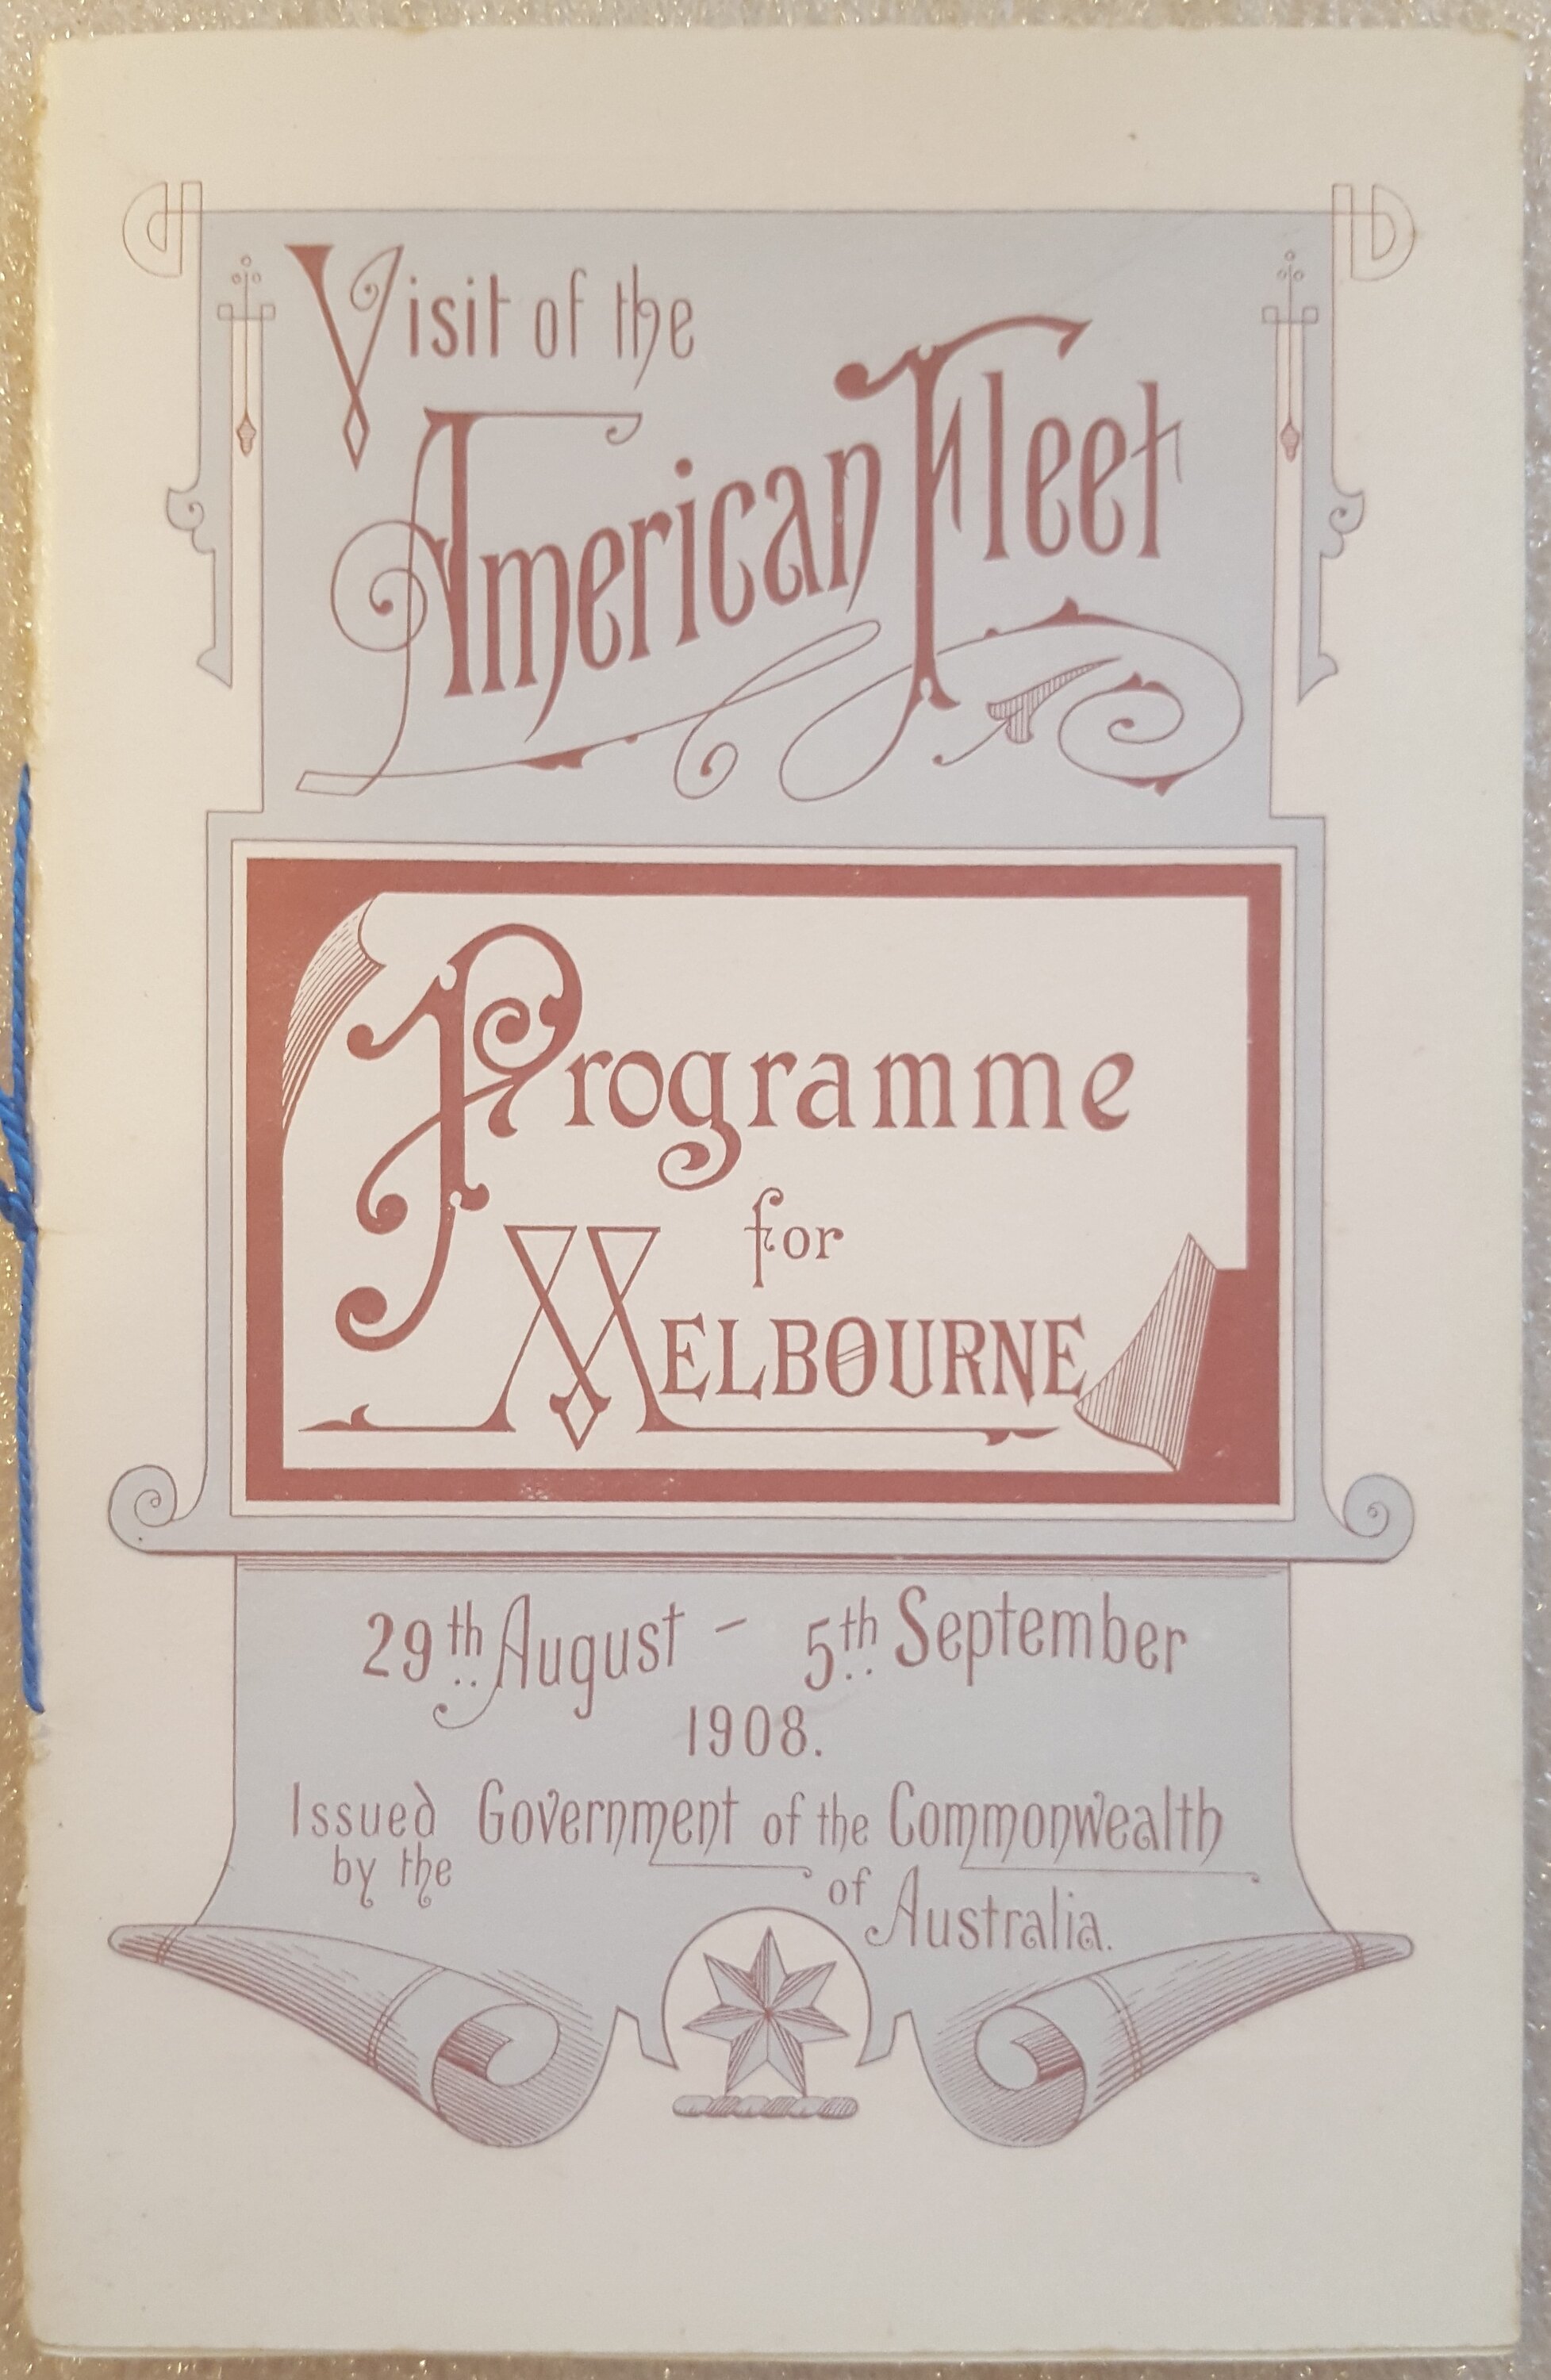 Visit of the
American Fleet
Programme
for
MELBOURNE
29th August - 5th September
1908.
Issued Government of the Commonwealth
by the
of Australia.